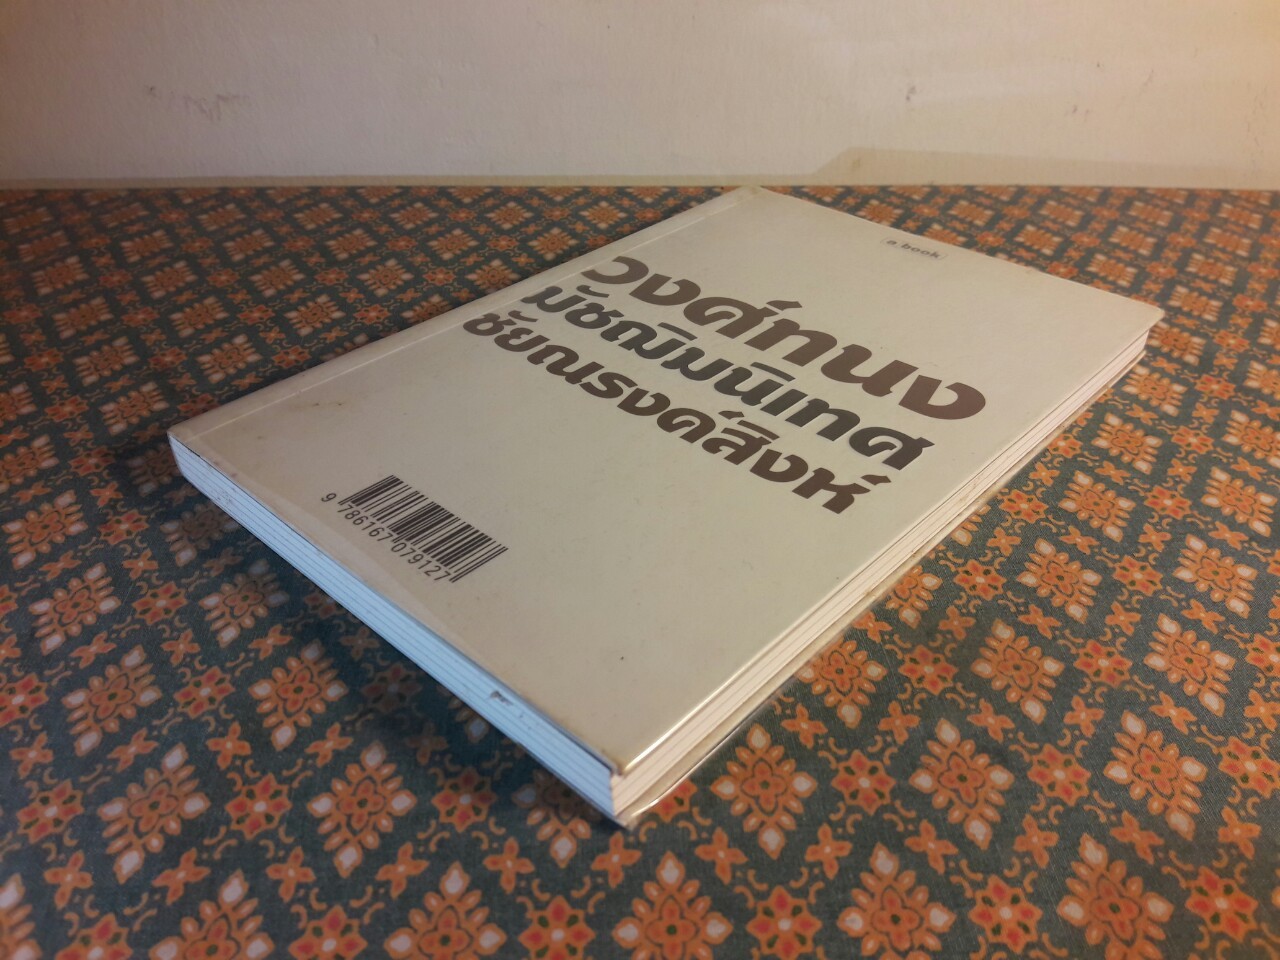 a book
วงศ์ทนง
มัชฌิมนิเทศ
ชัยณรงค์สิงห์
9 786167 079127